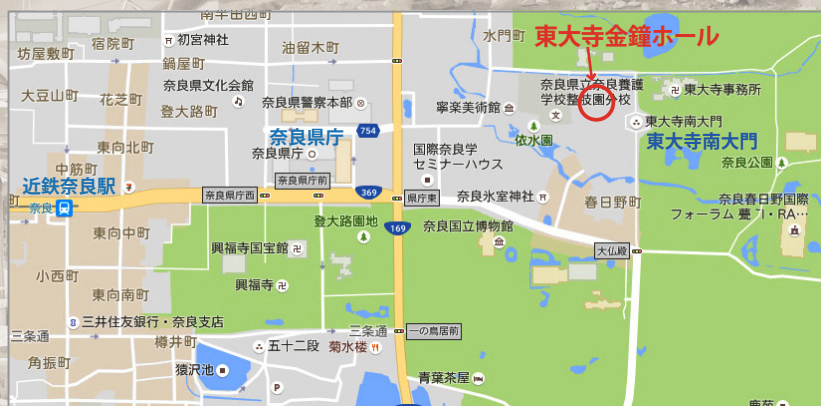 南半田西町
坊屋敷町
宿院町
初宮神社
鍋屋町
油留木町
水門町
東大寺金鐘ホール
大豆山町
花芝町
奈良県文化会館
登大路町
奈良県警察本部
奈良県立奈良養護
学校整肢園分校
東大寺事務所
寧楽美術館
東大寺南大門
東大寺南大門
依水園
東向北町
奈良県庁
奈良県庁
754
国際奈良学
セミナーハウス
奈良公園
中筋町
近鉄奈良駅
奈良
町
奈良県庁西
奈良県庁前
369
県庁東
奈良氷室神社
春日野町
奈良春日野国際
フォーラム 甍 ~I・RA…
東向中町
登大路園地
169
奈良国立博物館
大仏殿
興福寺国宝館
小西町
東向南町
興福寺
三井住友銀行・奈良支店
三条通
樽井町
三条通
一の鳥居前
五十二段
菊水楼
角振町
猿沢池
P
青葉茶屋